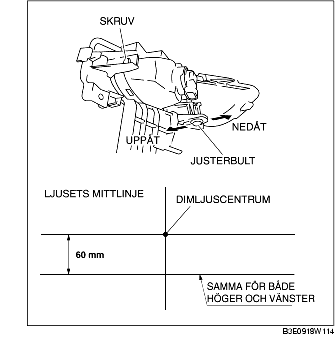 SKRUV
NEDÅT
UPPÅT
JUSTERBULT
LJUSETS MITTLINJE
DIMLJUSCENTRUM
60 mm
SAMMA FÖR BÅDE
HÖGER OCH VÄNSTER
B3E0918W114